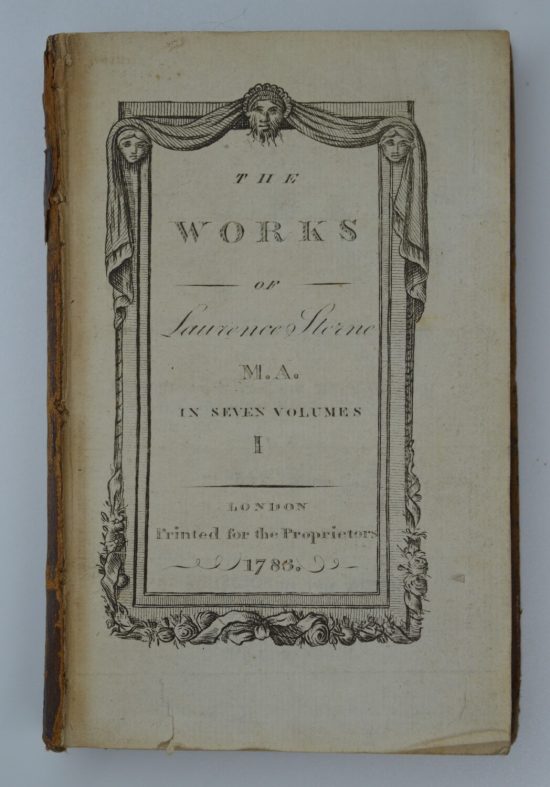 THE
WORKS
OF
Laurence Sterne
M.A.
IN SEVEN VOLUMES
I
LONDON
Printed for the Proprietors
1786.